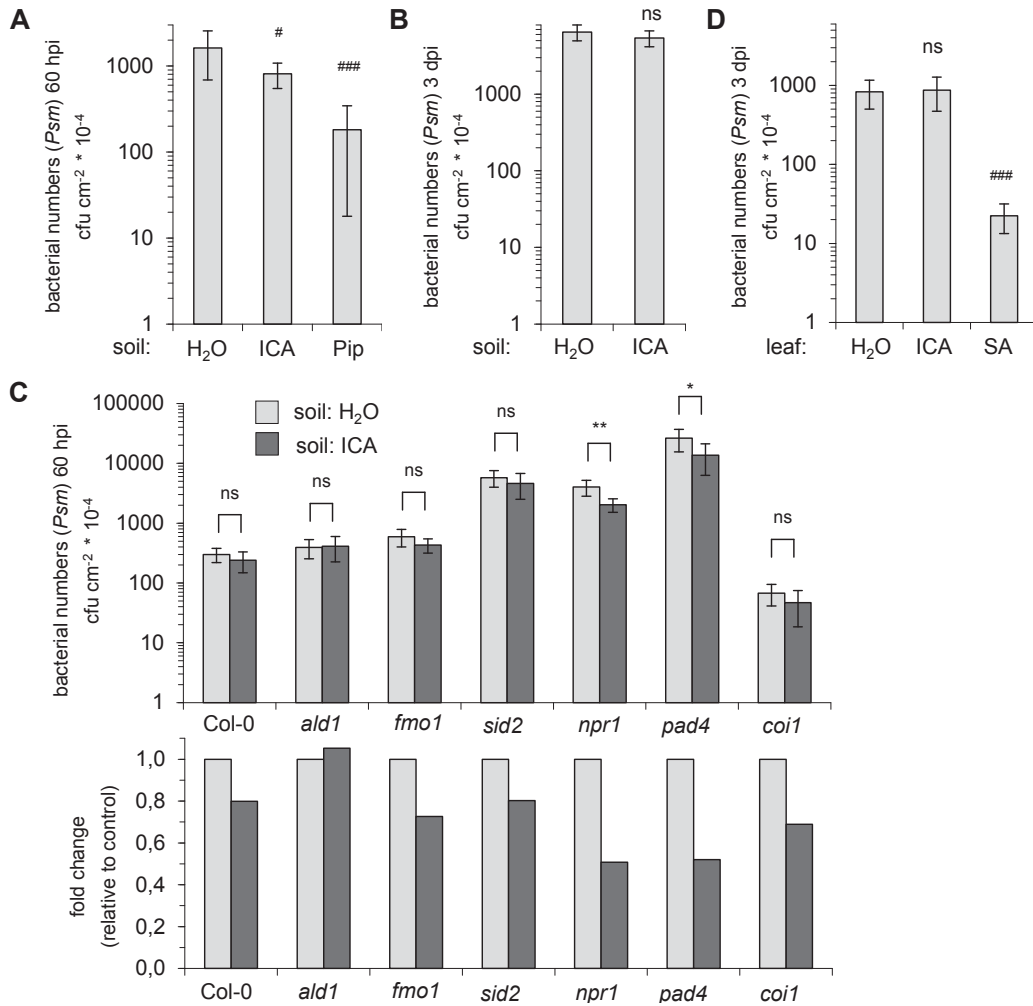 A
bacterial numbers (Psm) 60 hpi
cfu cm-2 * 10-4
1000
100
10
1
#
###
soil: H2O ICA Pip
B
bacterial numbers (Psm) 3 dpi
cfu cm-2 * 10-4
1000
100
10
1
ns
soil: H2O ICA
D
bacterial numbers (Psm) 3 dpi
cfu cm-2 * 10-4
1000
100
10
1
ns
###
leaf: H2O ICA SA
C
bacterial numbers (Psm) 60 hpi
cfu cm-2 * 10-4
100000
10000
1000
100
10
1
soil: H2O
soil: ICA
ns ns ns ns ** * ns
Col-0 ald1 fmo1 sid2 npr1 pad4 coi1
fold change
(relative to control)
1,0
0,8
0,6
0,4
0,2
0,0
Col-0 ald1 fmo1 sid2 npr1 pad4 coi1